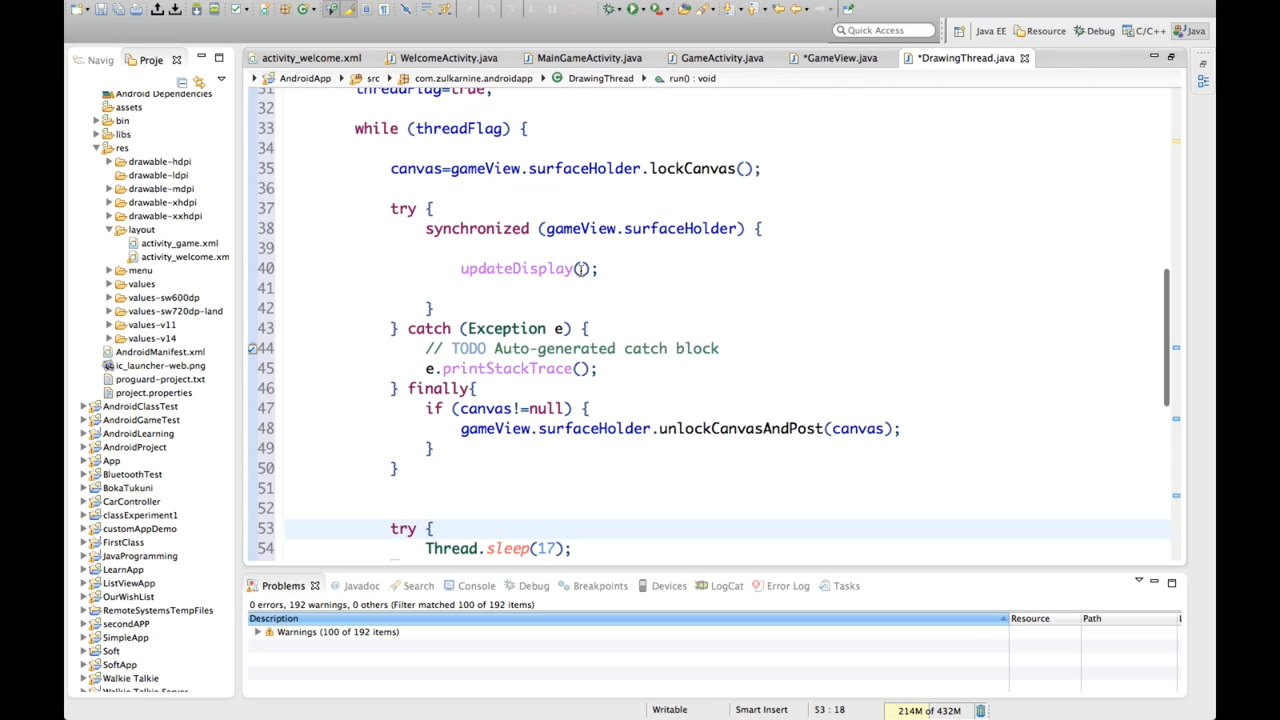 Quick Access
Java EE
Resource
Debug
C/C++
Java
Navig
Proje
activity_welcome.xml
WelcomeActivity.java
MainGameActivity.java
GameActivity.java
*GameView.java
*DrawingThread.java
AndroidApp
src
com.zulkarnine.androidapp
DrawingThread
run() : void
Android Dependencies
assets
bin
libs
res
drawable-hdpi
drawable-ldpi
drawable-mdpi
drawable-xhdpi
drawable-xxhdpi
layout
activity_game.xml
activity_welcome.xm
menu
values
values-sw600dp
values-sw720dp-land
values-v11
values-v14
AndroidManifest.xml
ic_launcher-web.png
proguard-project.txt
project.properties
AndroidClassTest
AndroidGameTest
AndroidLearning
AndroidProject
App
BluetoothTest
BokaTukuni
CarController
classExperiment1
customAppDemo
FirstClass
JavaProgramming
LearnApp
ListViewApp
OurWishList
RemoteSystemsTempFiles
secondAPP
SimpleApp
Soft
SoftApp
Walkie Talkie
Walkie Talkie Server
31 threadFlag=true;
32
33 while (threadFlag) {
34
35 canvas=gameView.surfaceHolder.lockCanvas();
36
37 try {
38 synchronized (gameView.surfaceHolder) {
39
40 updateDisplay();
41
42 }
43 } catch (Exception e) {
44 // TODO Auto-generated catch block
45 e.printStackTrace();
46 } finally{
47 if (canvas!=null) {
48 gameView.surfaceHolder.unlockCanvasAndPost(canvas);
49 }
50 }
51
52
53 try {
54 Thread.sleep(17);
Problems
Javadoc
Search
Console
Debug
Breakpoints
Devices
LogCat
Error Log
Tasks
0 errors, 192 warnings, 0 others (Filter matched 100 of 192 items)
Description
Resource
Path
Warnings (100 of 192 items)
Writable
Smart Insert
53 : 18
214M of 432M